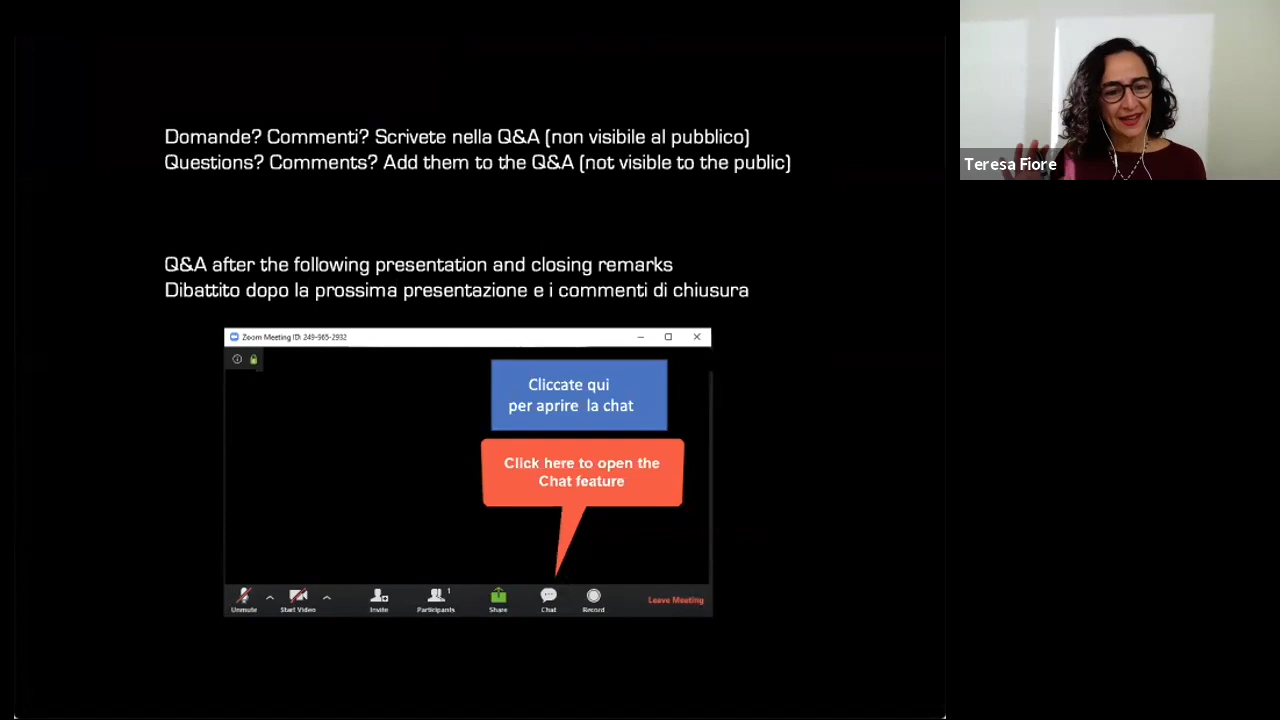 Domande? Commenti? Scrivete nella Q&A (non visibile al pubblico)
Questions? Comments? Add them to the Q&A (not visible to the public)
Teresa Fiore
Q&A after the following presentation and closing remarks
Dibattito dopo la prossima presentazione e i commenti di chiusura
Zoom Meeting ID: 249-965-2932
Cliccate qui
per aprire la chat
Click here to open the
Chat feature
Unmute
Start Video
Invite
Participants
1
Share
Chat
Record
Leave Meeting